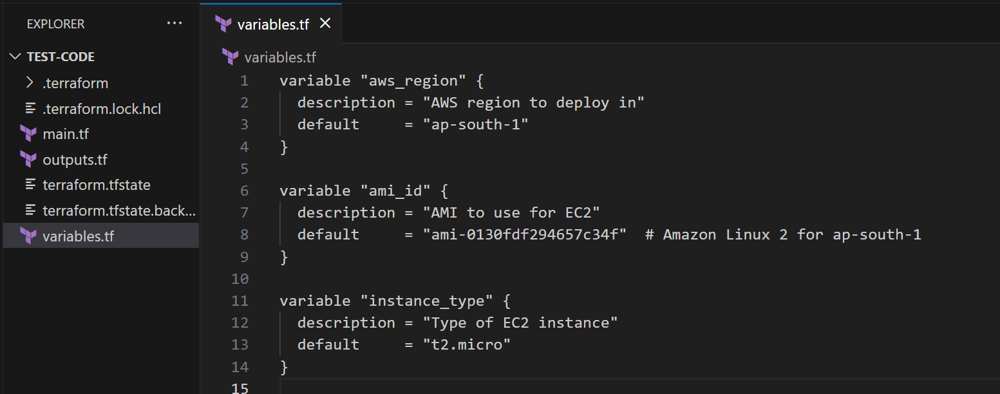 EXPLORER ···
TEST-CODE
.terraform
.terraform.lock.hcl
main.tf
outputs.tf
terraform.tfstate
terraform.tfstate.back...
variables.tf
variables.tf
variables.tf
1 variable "aws_region" {
2   description = "AWS region to deploy in"
3   default     = "ap-south-1"
4 }
5
6 variable "ami_id" {
7   description = "AMI to use for EC2"
8   default     = "ami-0130fdf294657c34f"  # Amazon Linux 2 for ap-south-1
9 }
10
11 variable "instance_type" {
12   description = "Type of EC2 instance"
13   default     = "t2.micro"
14 }
15